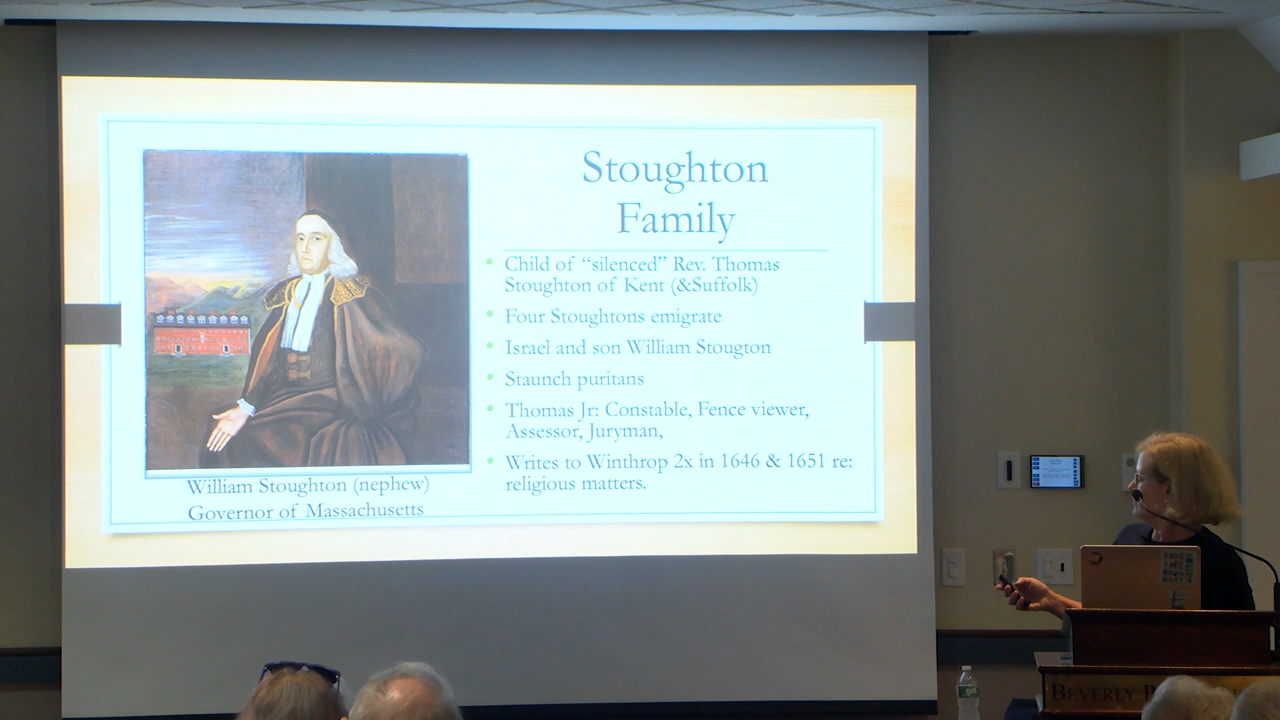 Stoughton
Family
Child of “silenced” Rev. Thomas
Stoughton of Kent (&Suffolk)
Four Stoughtons emigrate
Israel and son William Stougton
Staunch puritans
Thomas Jr: Constable, Fence viewer,
Assessor, Juryman,
Writes to Winthrop 2x in 1646 & 1651 re:
religious matters.
William Stoughton (nephew)
Governor of Massachusetts
BEVERLY